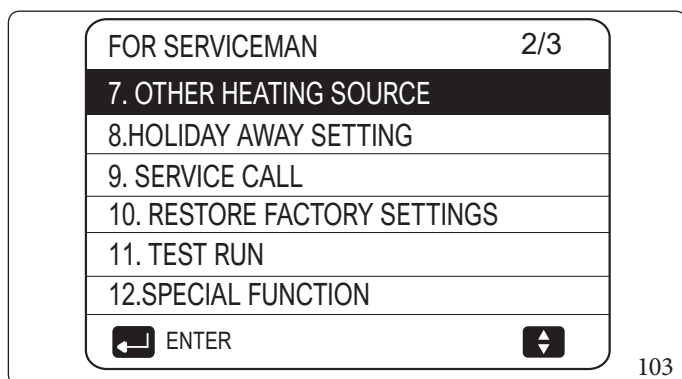 FOR SERVICEMAN 2/3
7. OTHER HEATING SOURCE
8.HOLIDAY AWAY SETTING
9. SERVICE CALL
10. RESTORE FACTORY SETTINGS
11. TEST RUN
12.SPECIAL FUNCTION
ENTER
103